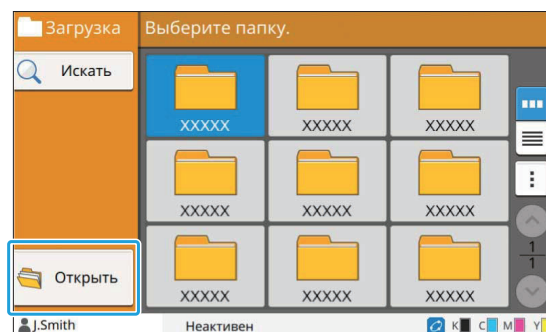 Загрузка
Выберите папку.
Искать
XXXXX XXXXX XXXXX
XXXXX XXXXX XXXXX
1
1
Открыть
XXXXX XXXXX XXXXX
J.Smith
Неактивен
K C M Y